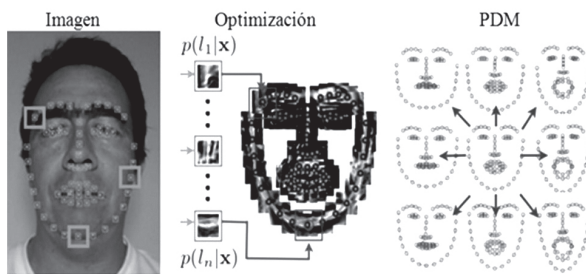 Imagen
Optimización
PDM
p(l₁|x)
p(lₙ|x)